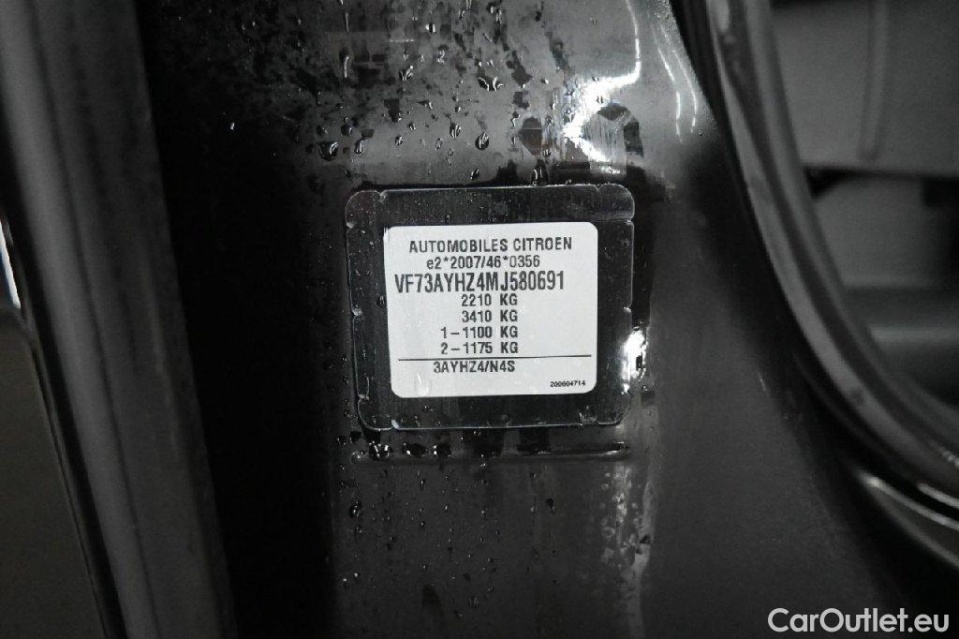 AUTOMOBILES CITROEN
e2*2007/46*0356
VF73AYHZ4MJ580691
2210 KG
3410 KG
1-1100 KG
2-1175 KG
3AYHZ4/N4S
200604714
CarOutlet.eu